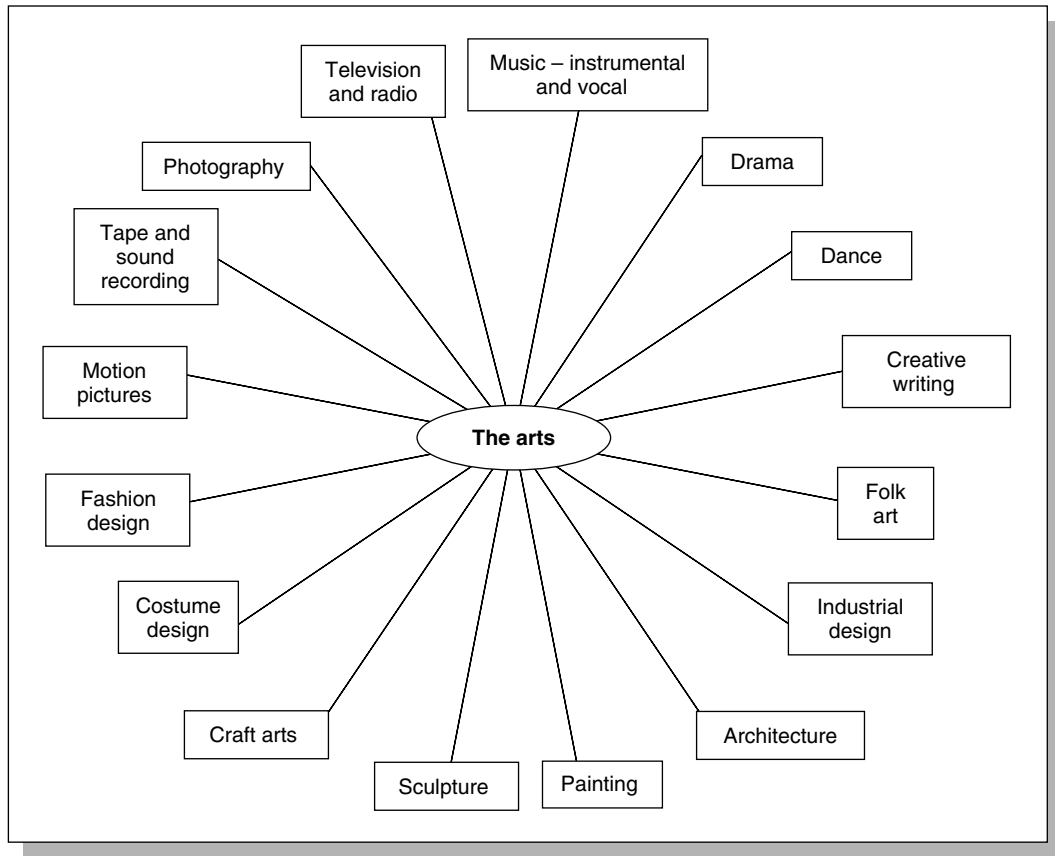 Television
and radio
Music – instrumental
and vocal
Drama
Dance
Creative
writing
Folk
art
Industrial
design
Architecture
Painting
Sculpture
Craft arts
Costume
design
Fashion
design
Motion
pictures
Tape and
sound
recording
Photography
The arts